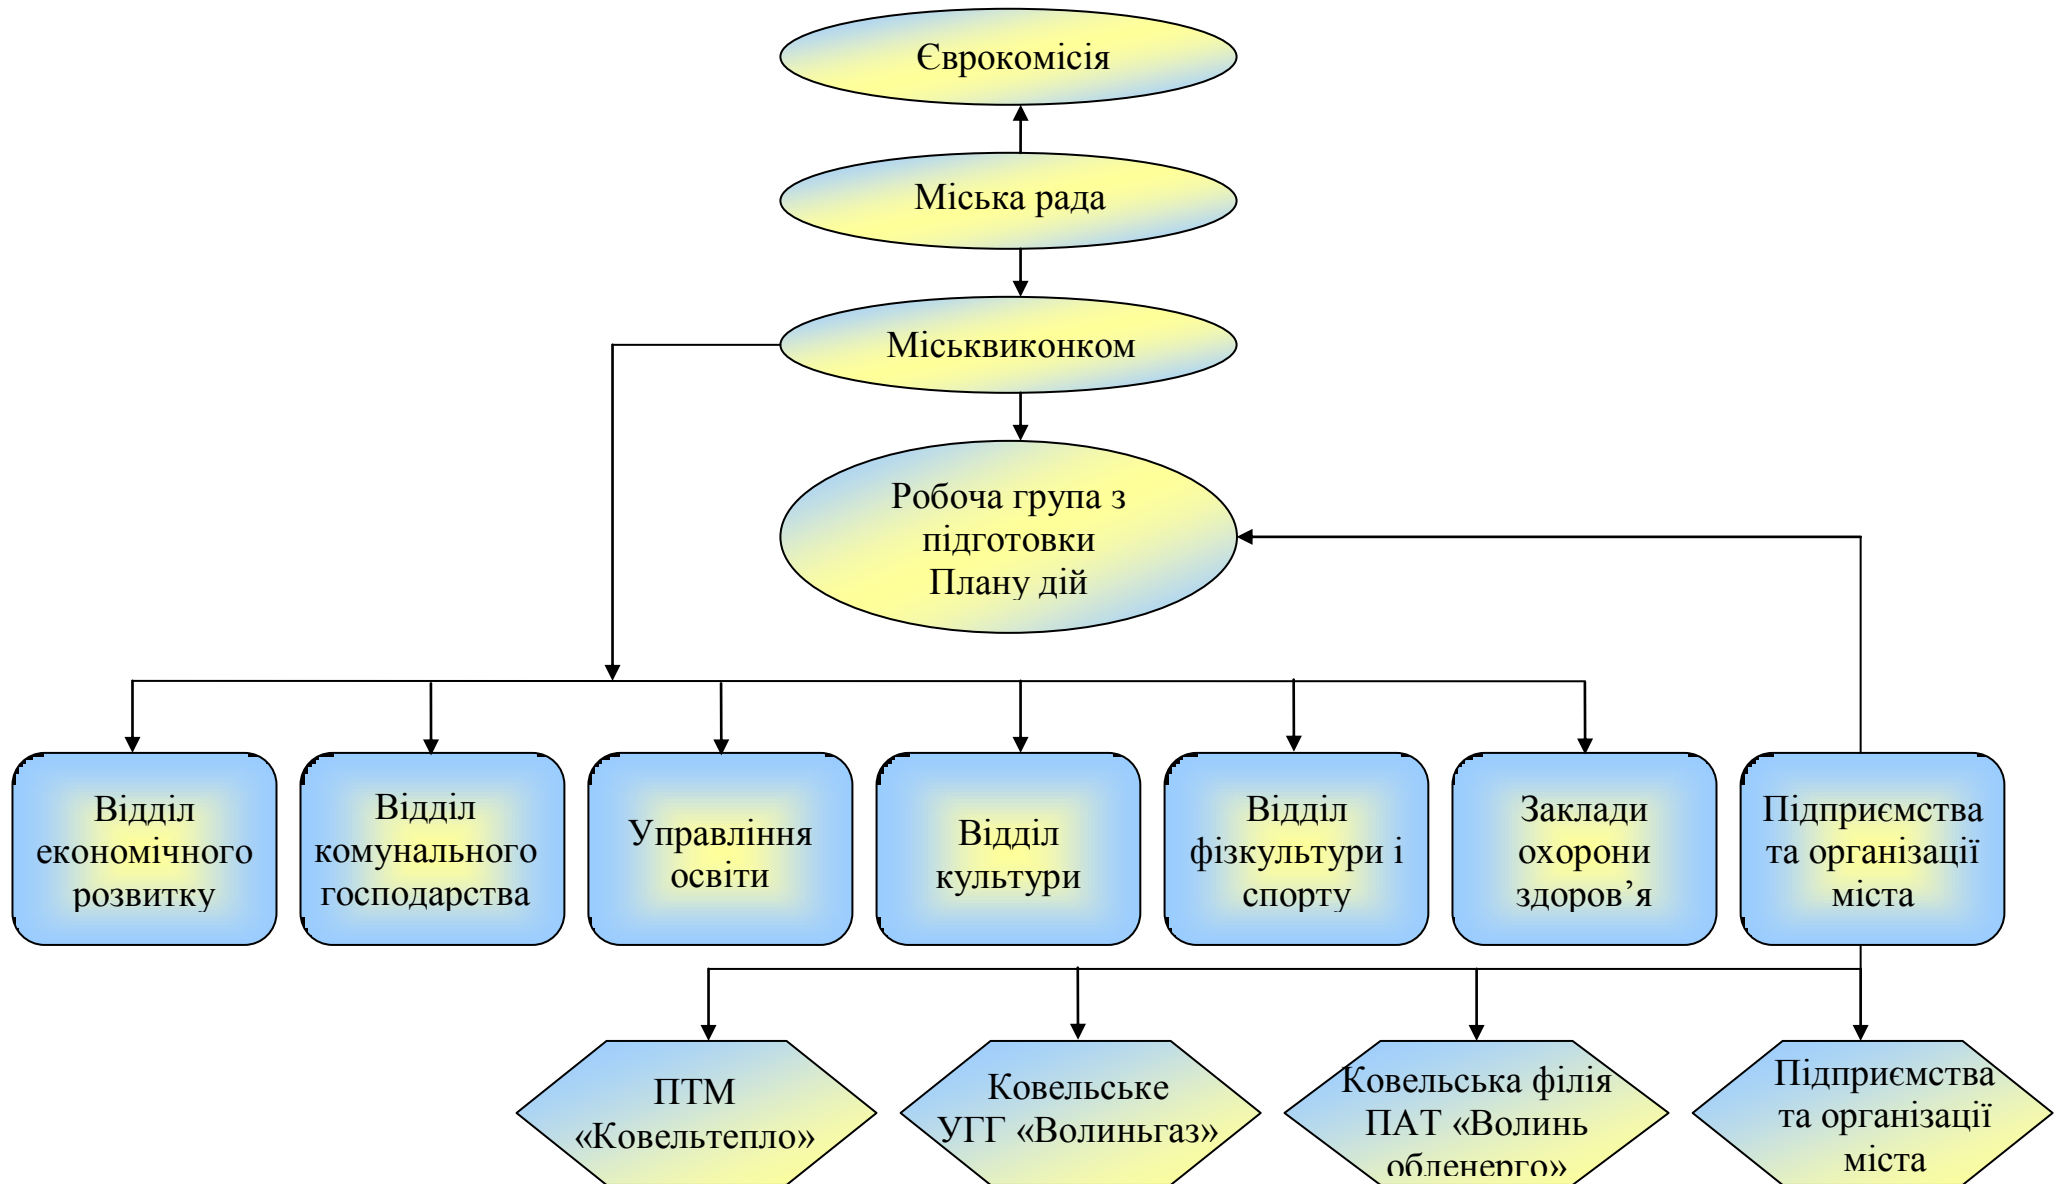 Єврокомісія
Міська рада
Міськвиконком
Робоча група з
підготовки
Плану дій
Відділ
економічного
розвитку
Відділ
комунального
господарства
Управління
освіти
Відділ
культури
Відділ
фізкультури і
спорту
Заклади
охорони
здоров’я
Підприємства
та організації
міста
ПТМ
«Ковельтепло»
Ковельське
УГГ «Волиньгаз»
Ковельська філія
ПАТ «Волинь
обленерго»
Підприємства
та організації
міста